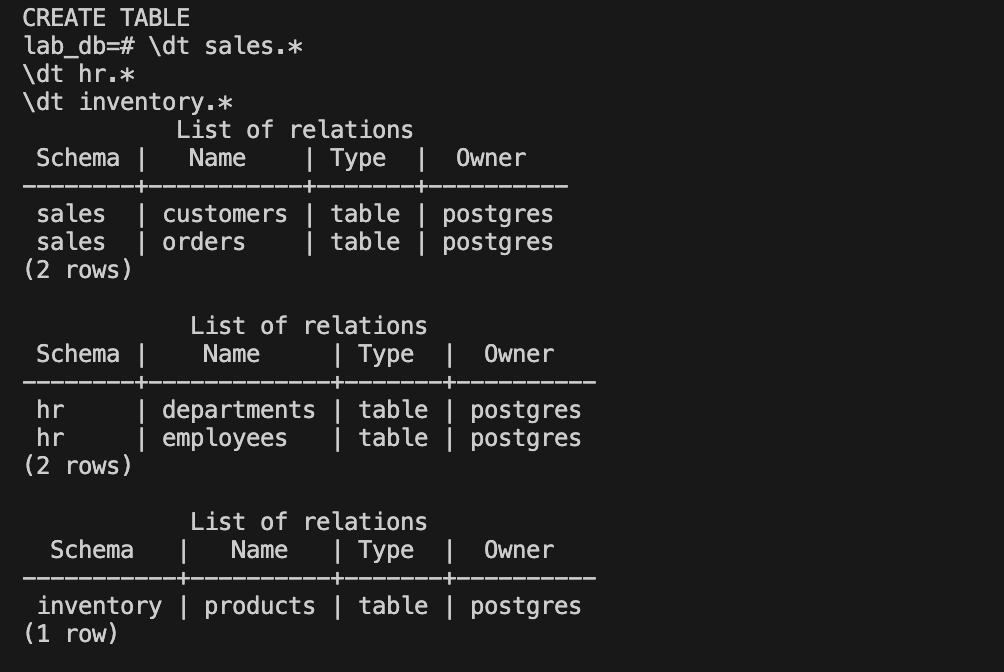 CREATE TABLE
lab_db=# \dt sales.*
\dt hr.*
\dt inventory.*
           List of relations
 Schema |   Name    | Type  |  Owner
--------+-----------+-------+----------
 sales  | customers | table | postgres
 sales  | orders    | table | postgres
(2 rows)

            List of relations
 Schema |    Name     | Type  |  Owner
--------+-------------+-------+----------
 hr     | departments | table | postgres
 hr     | employees   | table | postgres
(2 rows)

            List of relations
  Schema   |   Name   | Type  |  Owner
-----------+----------+-------+----------
 inventory | products | table | postgres
(1 row)